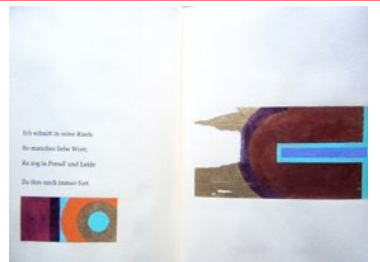 Ich schnitt in seine Rinde
So manches liebe Wort;
Es zog in Freud' und Leide
Zu ihm mich immer fort.